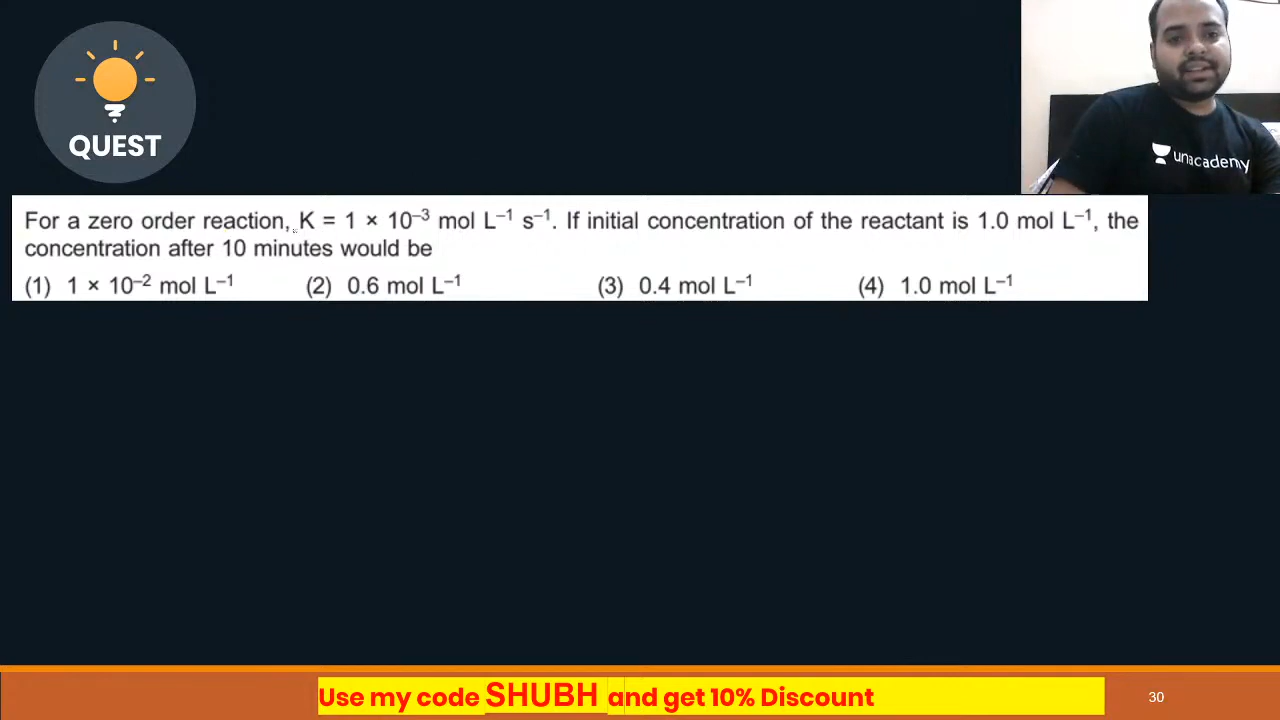 QUEST
unacademy
For a zero order reaction, K = 1 × 10⁻³ mol L⁻¹ s⁻¹. If initial concentration of the reactant is 1.0 mol L⁻¹, the
concentration after 10 minutes would be
(1) 1 × 10⁻² mol L⁻¹ (2) 0.6 mol L⁻¹ (3) 0.4 mol L⁻¹ (4) 1.0 mol L⁻¹
Use my code SHUBH and get 10% Discount
30